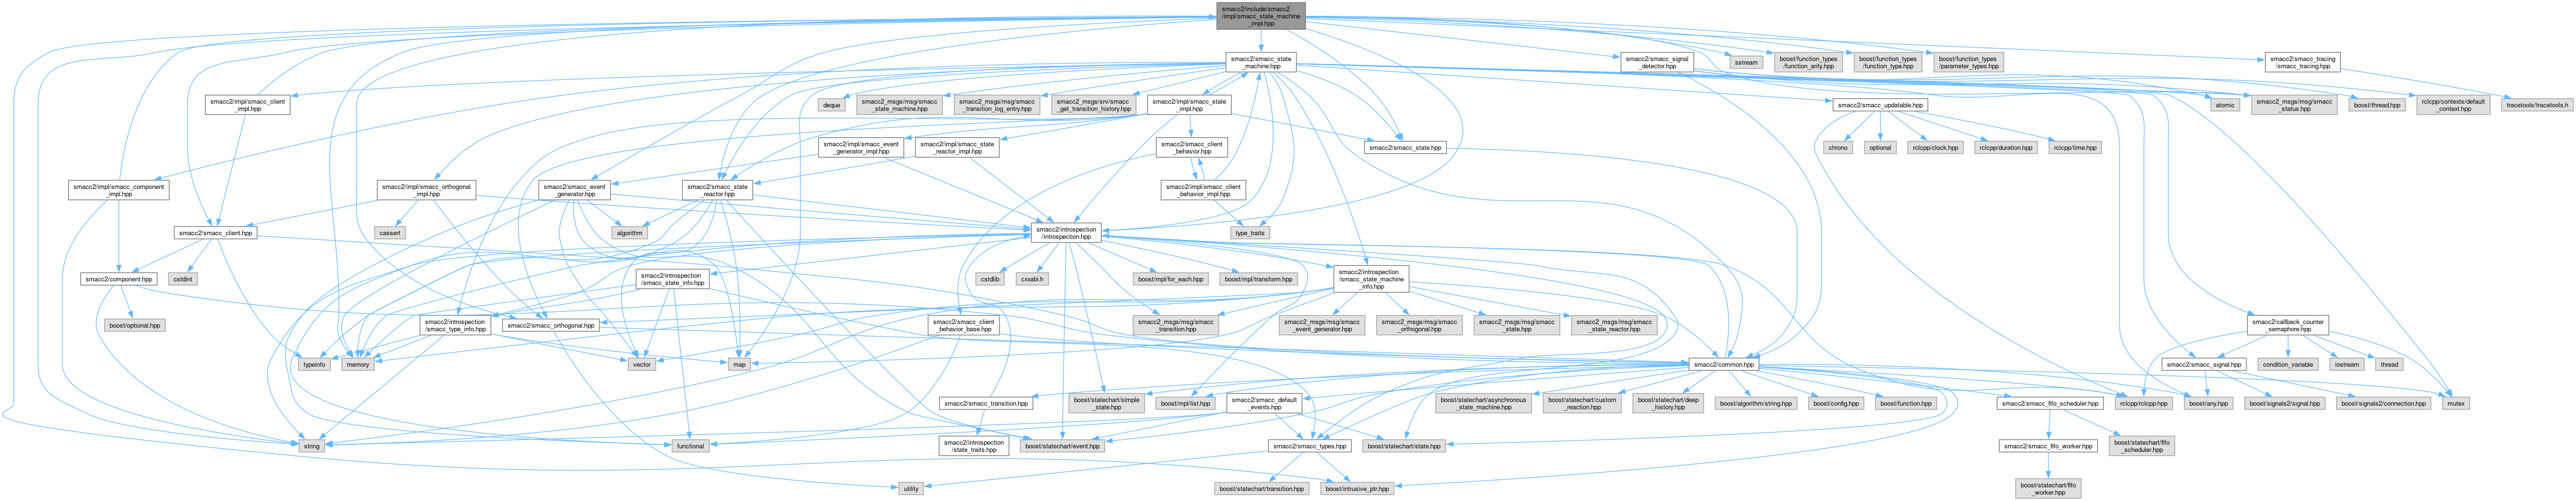 smacc2/include/smacc2
/impl/smacc_state_machine
_impl.hpp
smacc2/smacc_state
_machine.hpp
smacc2/smacc_signal
_detector.hpp
sstream
boost/function_types
/function_arity.hpp
boost/function_types
/function_type.hpp
boost/function_types
/parameter_types.hpp
smacc2/smacc_tracing
/smacc_tracing.hpp
smacc2/impl/smacc_client
_impl.hpp
deque
smacc2_msgs/msg/smacc
_state_machine.hpp
smacc2_msgs/msg/smacc
_transition_log_entry.hpp
smacc2_msgs/srv/smacc
_get_transition_history.hpp
smacc2/impl/smacc_state
_impl.hpp
smacc2/smacc_updatable.hpp
atomic
smacc2_msgs/msg/smacc
_status.hpp
boost/thread.hpp
rclcpp/contexts/default
_context.hpp
tracetools/tracetools.h
smacc2/impl/smacc_event
_generator_impl.hpp
smacc2/impl/smacc_state
_reactor_impl.hpp
smacc2/smacc_client
_behavior.hpp
smacc2/smacc_state.hpp
chrono
optional
rclcpp/clock.hpp
rclcpp/duration.hpp
rclcpp/time.hpp
smacc2/impl/smacc_component
_impl.hpp
smacc2/impl/smacc_orthogonal
_impl.hpp
smacc2/smacc_event
_generator.hpp
smacc2/smacc_state
_reactor.hpp
smacc2/impl/smacc_client
_behavior_impl.hpp
smacc2/smacc_client.hpp
cassert
algorithm
smacc2/introspection
/introspection.hpp
type_traits
smacc2/component.hpp
cstdint
smacc2/introspection
/smacc_state_info.hpp
cstdlib
cxxabi.h
boost/mpl/for_each.hpp
boost/mpl/transform.hpp
smacc2/introspection
/smacc_state_machine
_info.hpp
boost/optional.hpp
smacc2/introspection
/smacc_type_info.hpp
smacc2/smacc_orthogonal.hpp
smacc2/smacc_client
_behavior_base.hpp
smacc2_msgs/msg/smacc
_transition.hpp
smacc2_msgs/msg/smacc
_event_generator.hpp
smacc2_msgs/msg/smacc
_orthogonal.hpp
smacc2_msgs/msg/smacc
_state.hpp
smacc2_msgs/msg/smacc
_state_reactor.hpp
smacc2/callback_counter
_semaphore.hpp
typeinfo
memory
vector
map
smacc2/common.hpp
smacc2/smacc_signal.hpp
condition_variable
iostream
thread
smacc2/smacc_transition.hpp
boost/statechart/simple
_state.hpp
boost/mpl/list.hpp
smacc2/smacc_default
_events.hpp
boost/statechart/asynchronous
_state_machine.hpp
boost/statechart/custom
_reaction.hpp
boost/statechart/deep
_history.hpp
boost/algorithm/string.hpp
boost/config.hpp
boost/function.hpp
smacc2/smacc_fifo_scheduler.hpp
rclcpp/rclcpp.hpp
boost/any.hpp
boost/signals2/signal.hpp
boost/signals2/connection.hpp
mutex
string
functional
smacc2/introspection
/state_traits.hpp
boost/statechart/event.hpp
smacc2/smacc_types.hpp
boost/statechart/state.hpp
smacc2/smacc_fifo_worker.hpp
boost/statechart/fifo
_scheduler.hpp
utility
boost/statechart/transition.hpp
boost/intrusive_ptr.hpp
boost/statechart/fifo
_worker.hpp